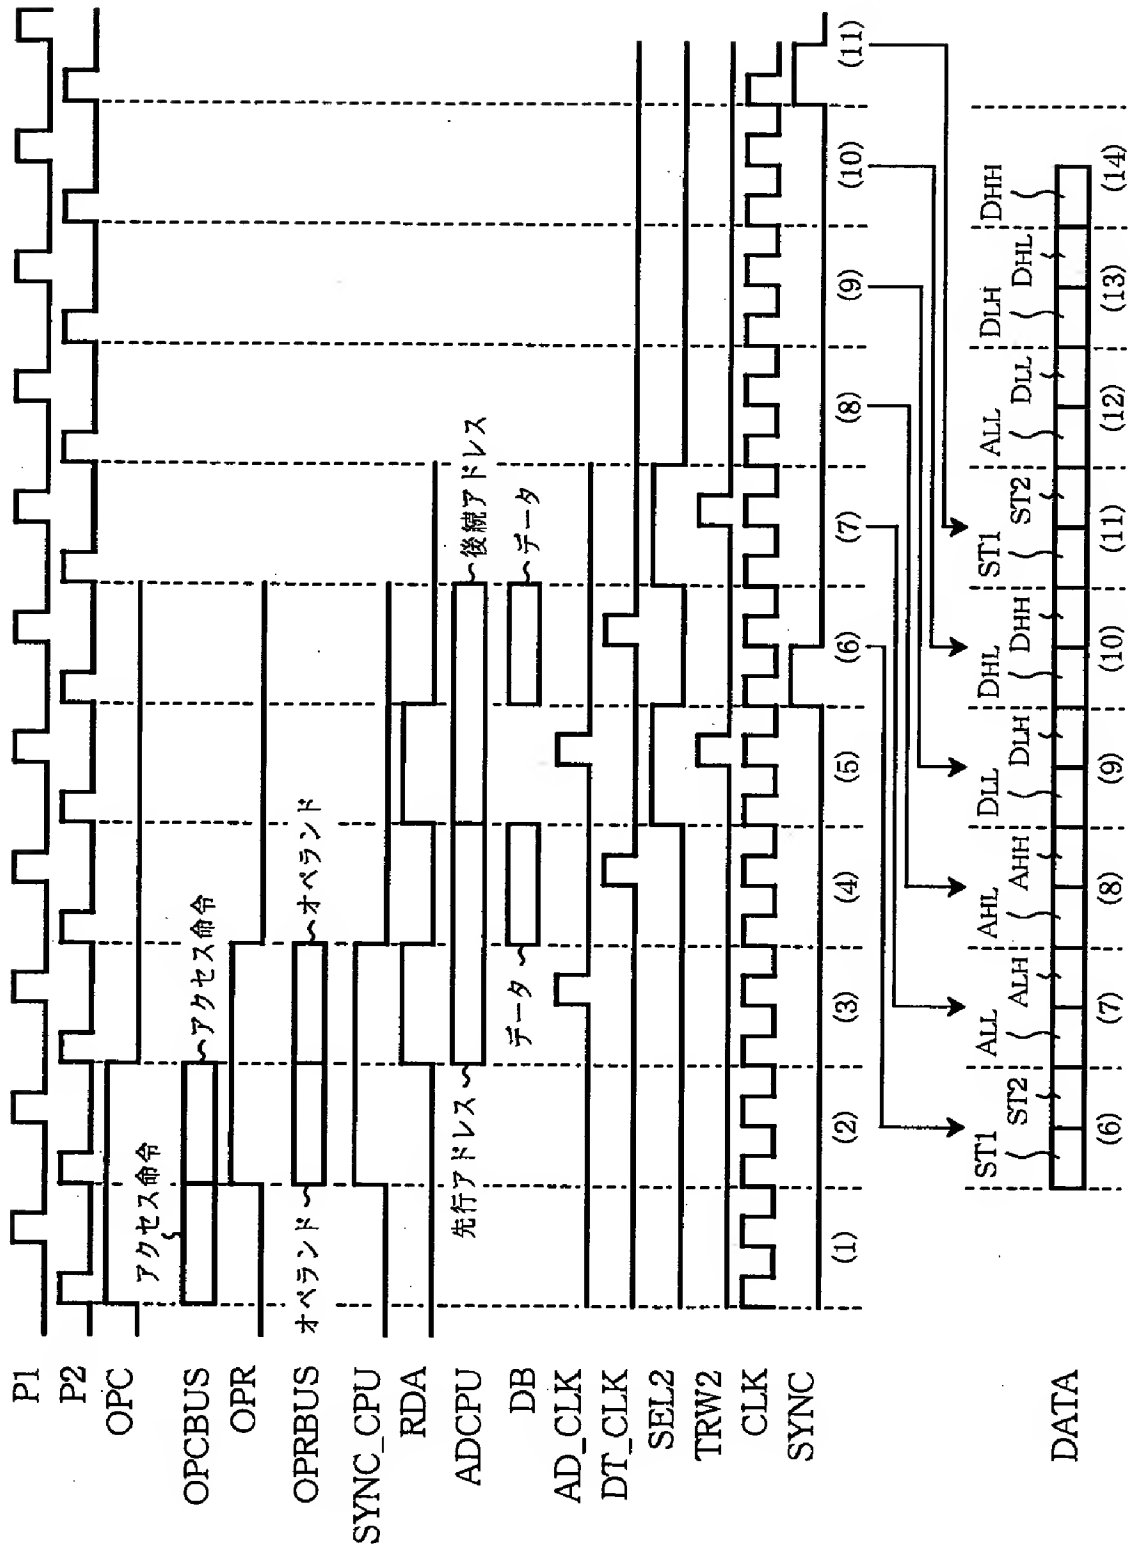 P1
P2
OPC
OPCBUS
アクセス命令
アクセス命令
OPR
OPRBUS
オペランド
オペランド
SYNC_CPU
RDA
ADCPU
先行アドレス
後続アドレス
DB
データ
データ
AD_CLK
DT_CLK
SEL2
TRW2
CLK
SYNC
(1) (2) (3) (4) (5) (6) (7) (8) (9) (10) (11)
ST1 ST2 ALL ALH AHL AHH DLL DLH DHL DHH ST1 ST2 ALL DLL DLH DHL DHH
DATA
(6) (7) (8) (9) (10) (11) (12) (13) (14)